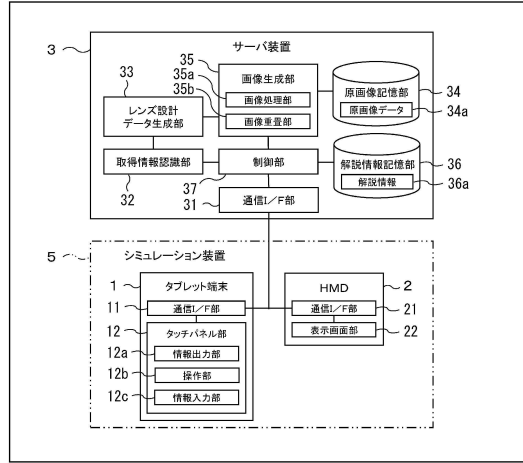 3
サーバ装置
35
画像生成部
35a
画像処理部
35b
画像重畳部
33
レンズ設計
データ生成部
原画像記憶部
34
原画像データ
34a
取得情報認識部
32
制御部
37
解説情報記憶部
36
解説情報
36a
31
通信I/F部
5
シミュレーション装置
1
タブレット端末
11
通信I/F部
12
タッチパネル部
12a
情報出力部
12b
操作部
12c
情報入力部
HMD
2
通信I/F部
21
表示画面部
22